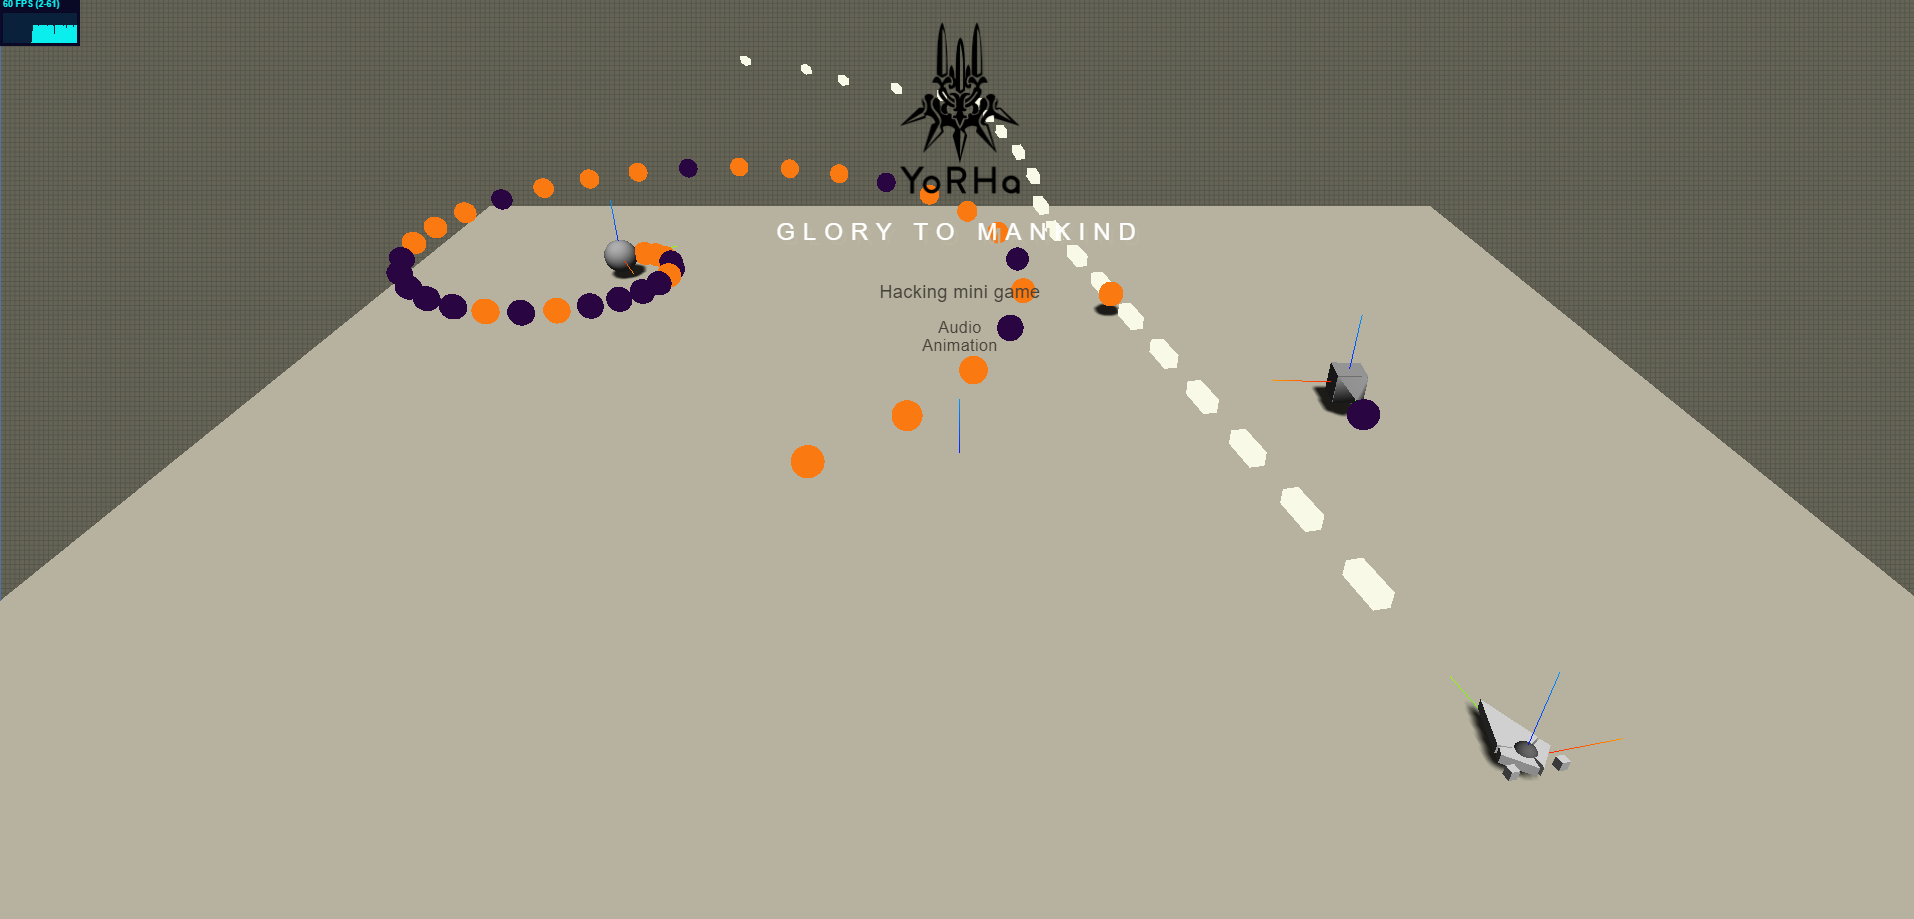 60 FPS (2-61)
YoRHa
GLORY TO MANKIND
Hacking mini game
Audio
Animation